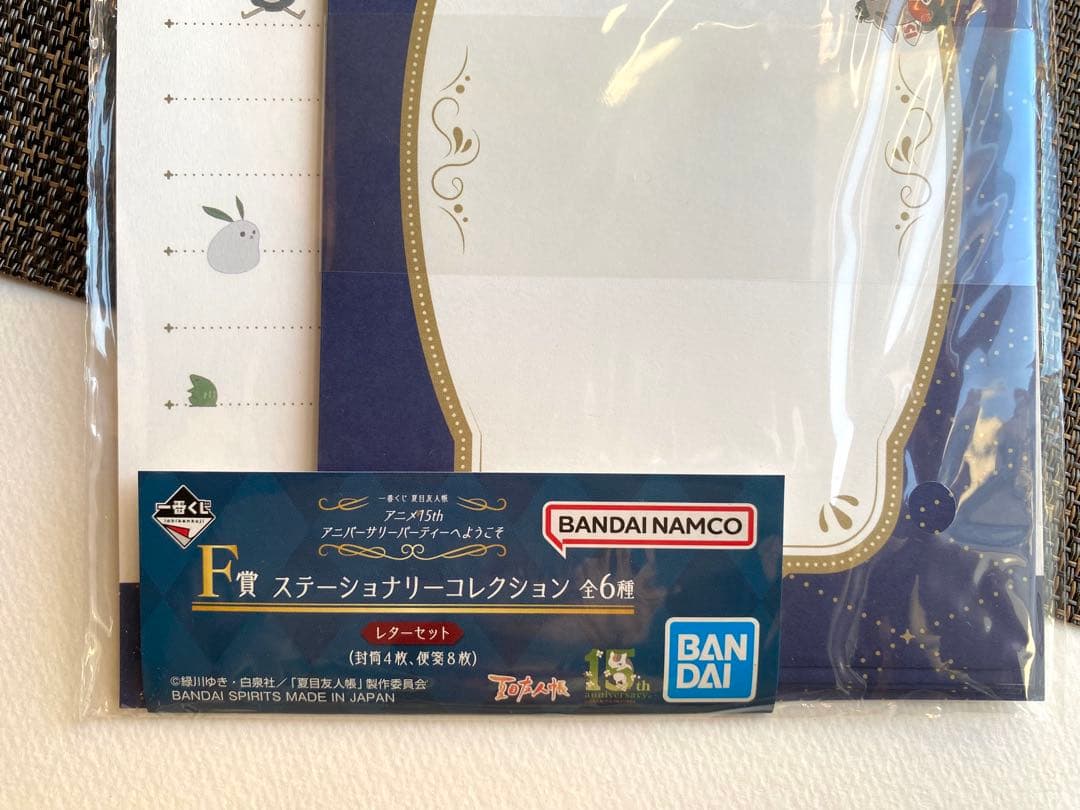 一番くじ
ichibankuji
一番くじ 夏目友人帳
アニメ15th
アニバーサリーパーティーへようこそ
BANDAI NAMCO
F賞 ステーショナリーコレクション 全6種
レターセット
(封筒4枚、便箋8枚)
©緑川ゆき・白泉社／「夏目友人帳」製作委員会
BANDAI SPIRITS MADE IN JAPAN
夏目友人帳
15th
anniversary
BAN
DAI